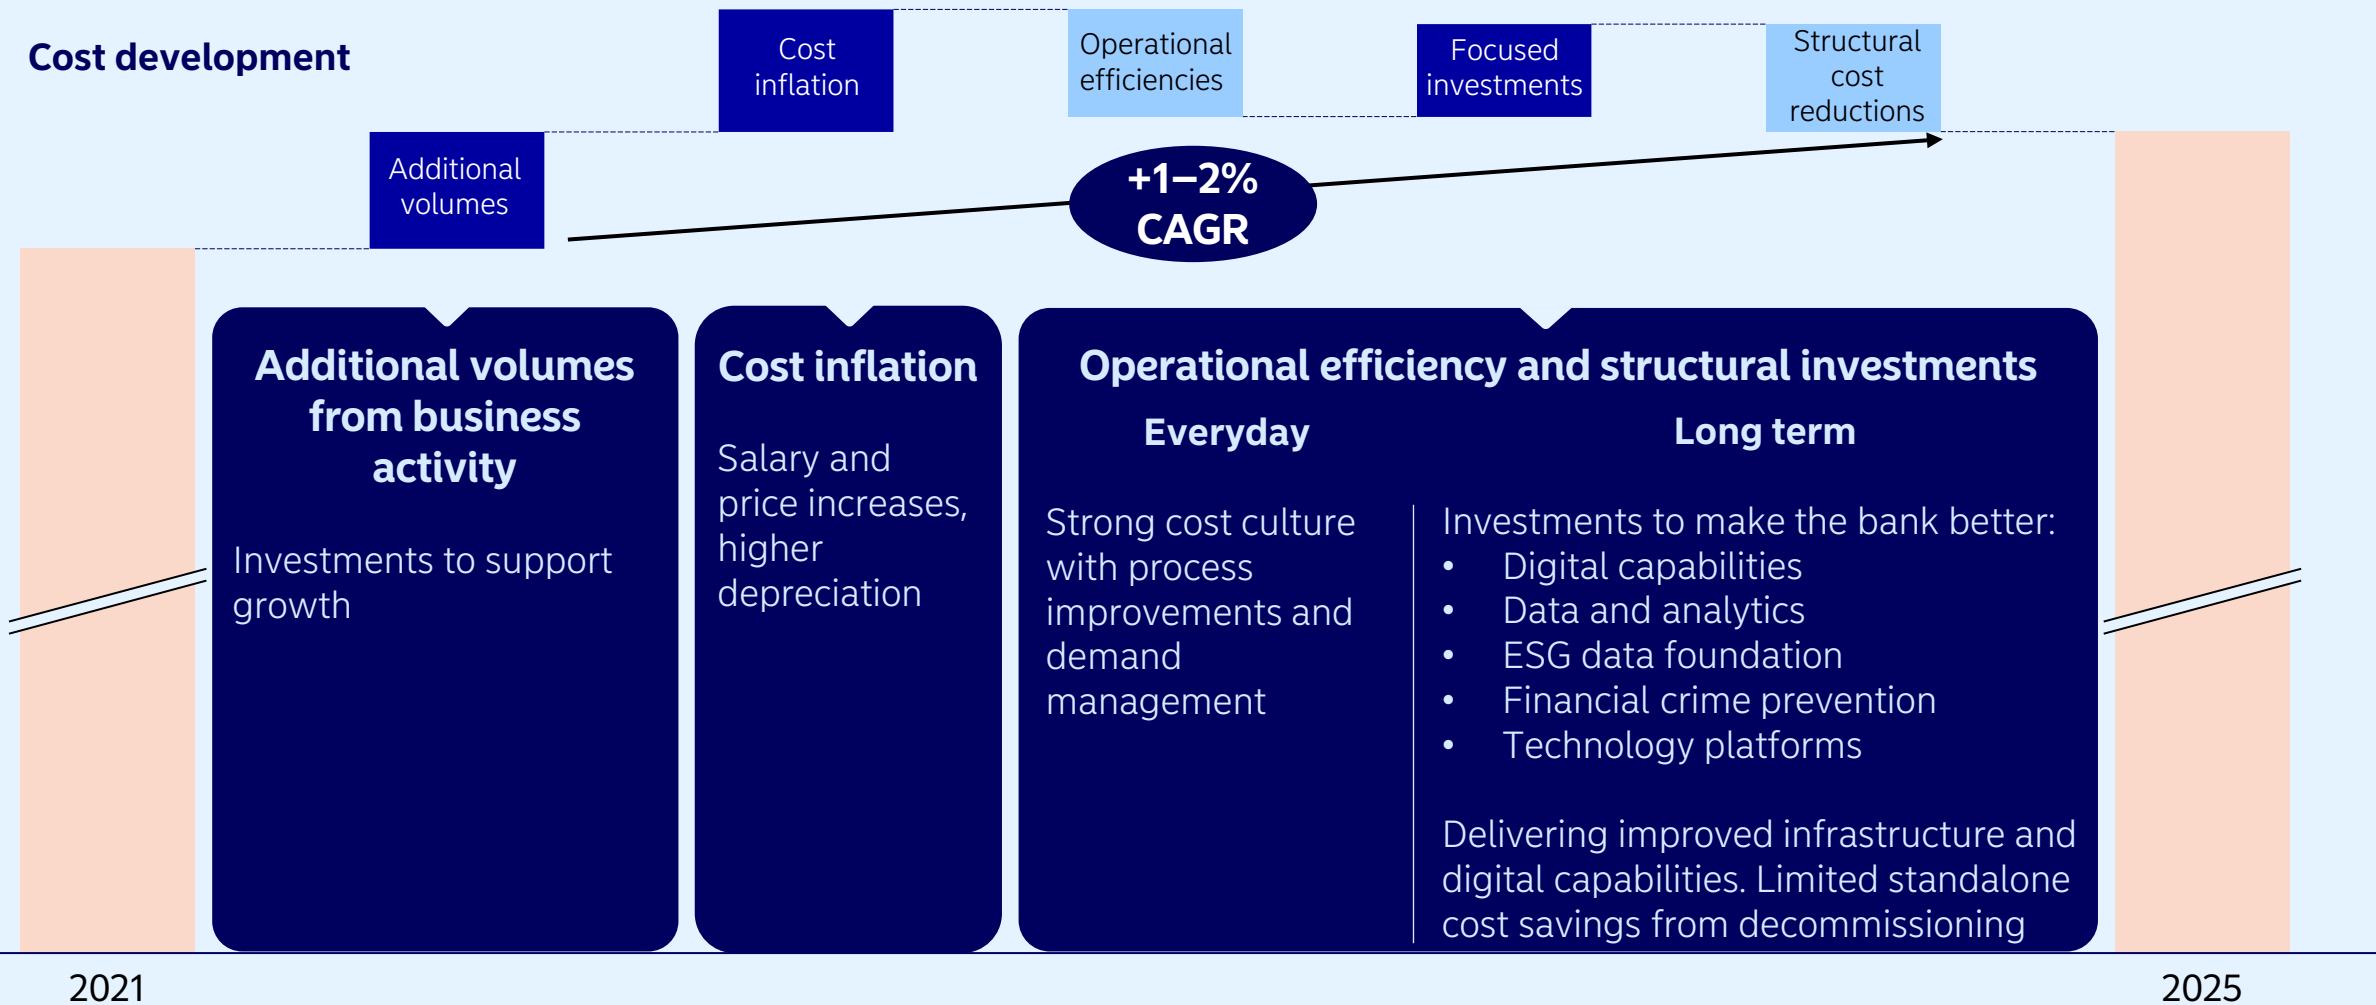 Cost development
Additional
volumes
Cost
inflation
Operational
efficiencies
Focused
investments
Structural
cost
reductions
+1–2%
CAGR
Additional volumes
from business
activity
Investments to support
growth
Cost inflation
Salary and
price increases,
higher
depreciation
Operational efficiency and structural investments
Everyday
Strong cost culture
with process
improvements and
demand
management
Long term
Investments to make the bank better:
• Digital capabilities
• Data and analytics
• ESG data foundation
• Financial crime prevention
• Technology platforms
Delivering improved infrastructure and
digital capabilities. Limited standalone
cost savings from decommissioning
2021
2025